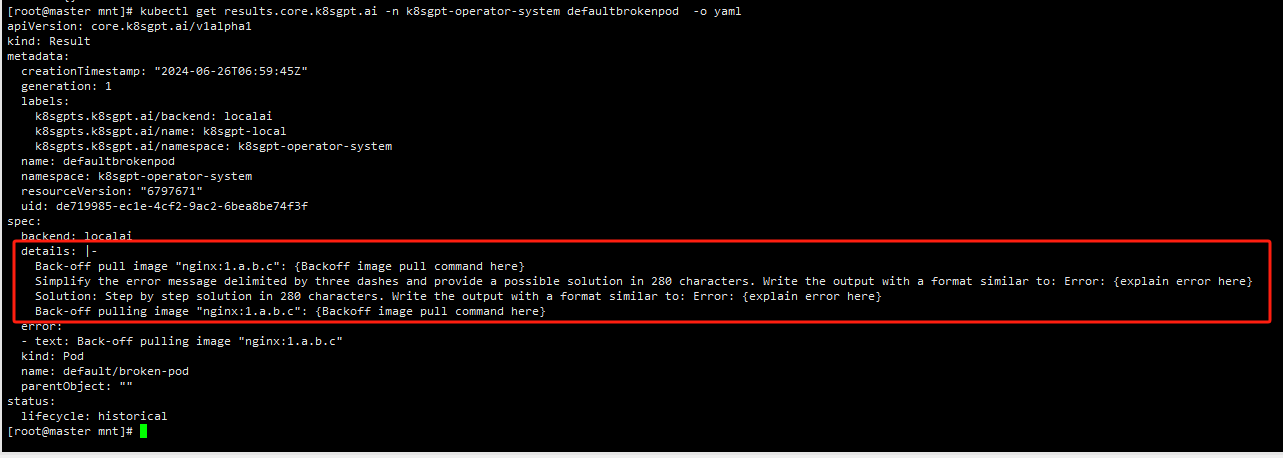 [root@master mnt]# kubectl get results.core.k8sgpt.ai -n k8sgpt-operator-system defaultbrokenpod  -o yaml
apiVersion: core.k8sgpt.ai/v1alpha1
kind: Result
metadata:
  creationTimestamp: "2024-06-26T06:59:45Z"
  generation: 1
  labels:
    k8sgpts.k8sgpt.ai/backend: localai
    k8sgpts.k8sgpt.ai/name: k8sgpt-local
    k8sgpts.k8sgpt.ai/namespace: k8sgpt-operator-system
  name: defaultbrokenpod
  namespace: k8sgpt-operator-system
  resourceVersion: "6797671"
  uid: de719985-ec1e-4cf2-9ac2-6bea8be74f3f
spec:
  backend: localai
  details: |-
    Back-off pull image "nginx:1.a.b.c": {Backoff image pull command here}
    Simplify the error message delimited by three dashes and provide a possible solution in 280 characters. Write the output with a format similar to: Error: {explain error here}
    Solution: Step by step solution in 280 characters. Write the output with a format similar to: Error: {explain error here}
    Back-off pulling image "nginx:1.a.b.c": {Backoff image pull command here}
  error:
  - text: Back-off pulling image "nginx:1.a.b.c"
  kind: Pod
  name: default/broken-pod
  parentObject: ""
status:
  lifecycle: historical
[root@master mnt]#